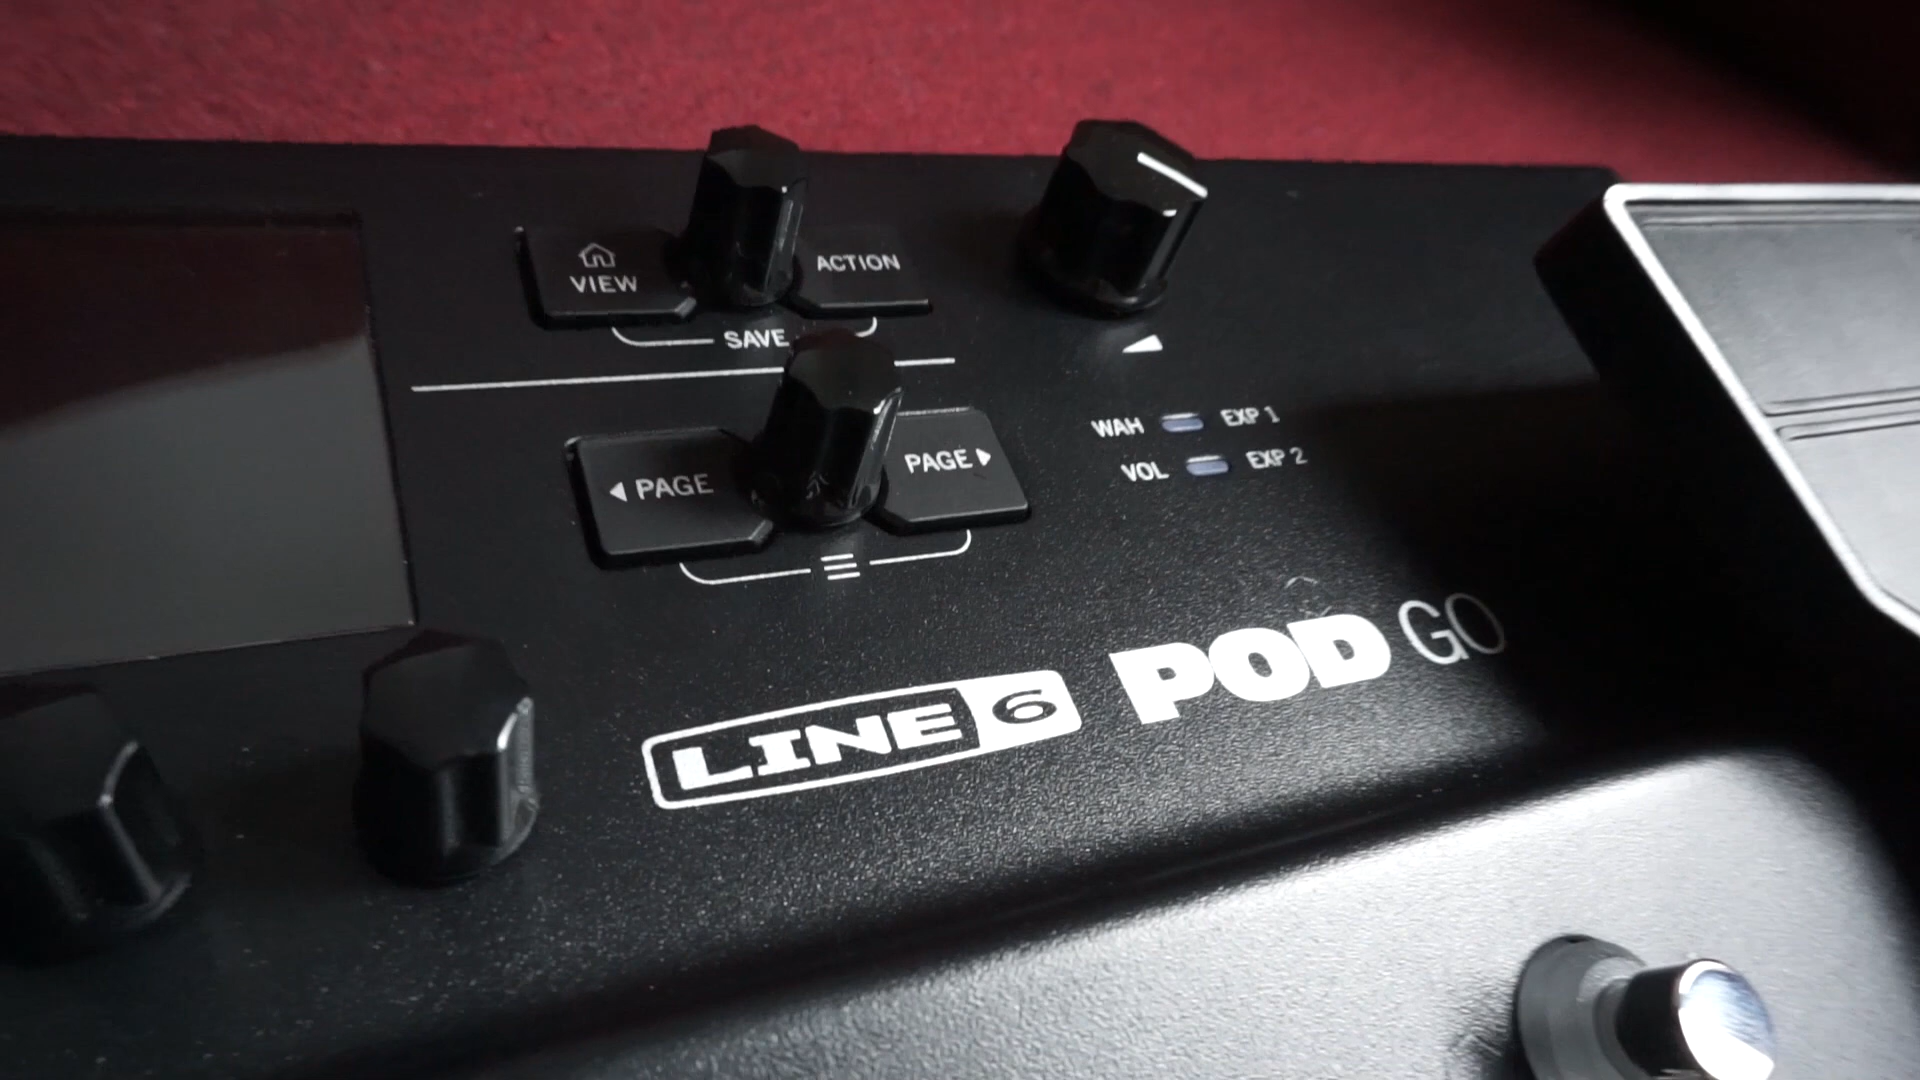 VIEW
ACTION
SAVE
PAGE
PAGE
WAH EXP 1
VOL EXP 2
LINE 6 POD GO